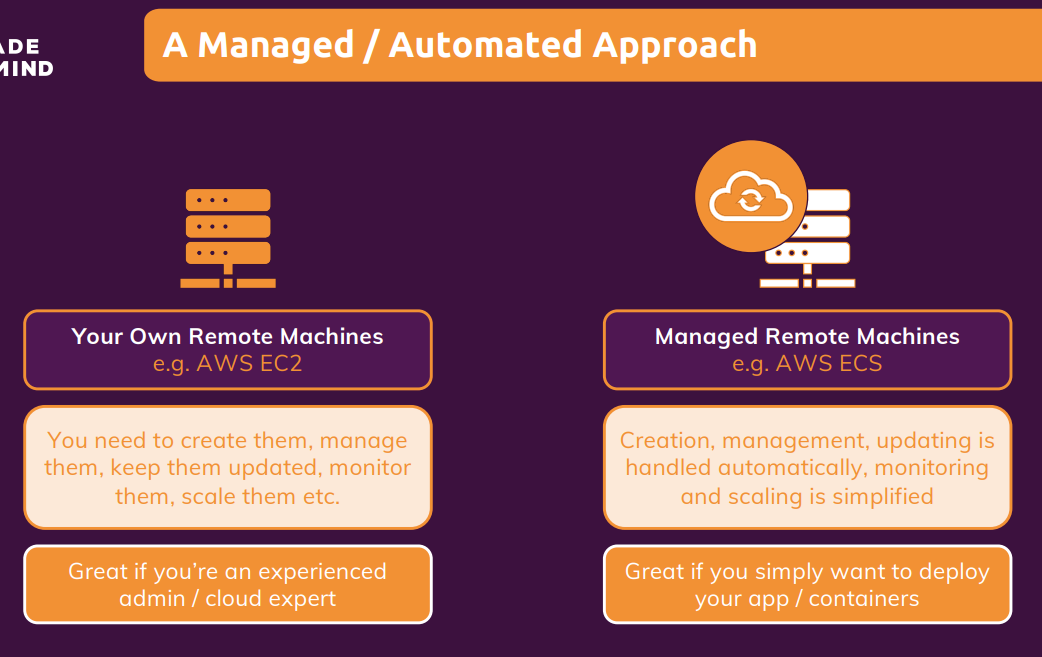 ADE
MIND
A Managed / Automated Approach
Your Own Remote Machines
e.g. AWS EC2
You need to create them, manage
them, keep them updated, monitor
them, scale them etc.
Great if you’re an experienced
admin / cloud expert
Managed Remote Machines
e.g. AWS ECS
Creation, management, updating is
handled automatically, monitoring
and scaling is simplified
Great if you simply want to deploy
your app / containers